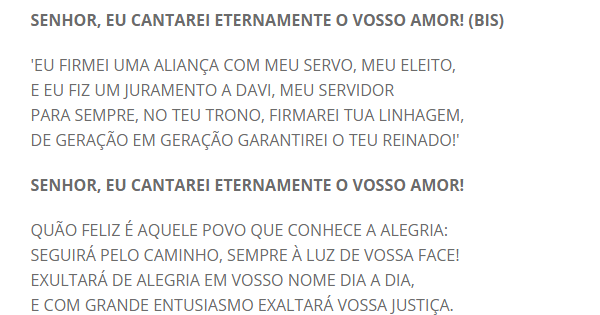 SENHOR, EU CANTAREI ETERNAMENTE O VOSSO AMOR! (BIS)
'EU FIRMEI UMA ALIANÇA COM MEU SERVO, MEU ELEITO,
E EU FIZ UM JURAMENTO A DAVI, MEU SERVIDOR
PARA SEMPRE, NO TEU TRONO, FIRMAREI TUA LINHAGEM,
DE GERAÇÃO EM GERAÇÃO GARANTIREI O TEU REINADO!'
SENHOR, EU CANTAREI ETERNAMENTE O VOSSO AMOR!
QUÃO FELIZ É AQUELE POVO QUE CONHECE A ALEGRIA:
SEGUIRÁ PELO CAMINHO, SEMPRE À LUZ DE VOSSA FACE!
EXULTARÁ DE ALEGRIA EM VOSSO NOME DIA A DIA,
E COM GRANDE ENTUSIASMO EXALTARÁ VOSSA JUSTIÇA.